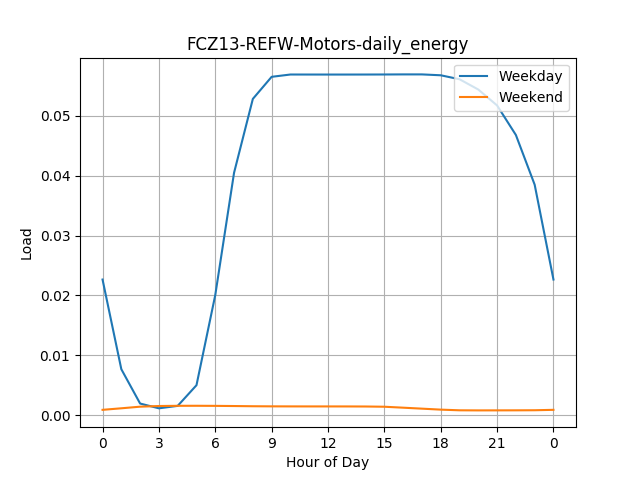 FCZ13-REFW-Motors-daily_energy
Weekday
Weekend
0.05
0.04
0.03
0.02
0.01
0.00
Load
0 3 6 9 12 15 18 21 0
Hour of Day